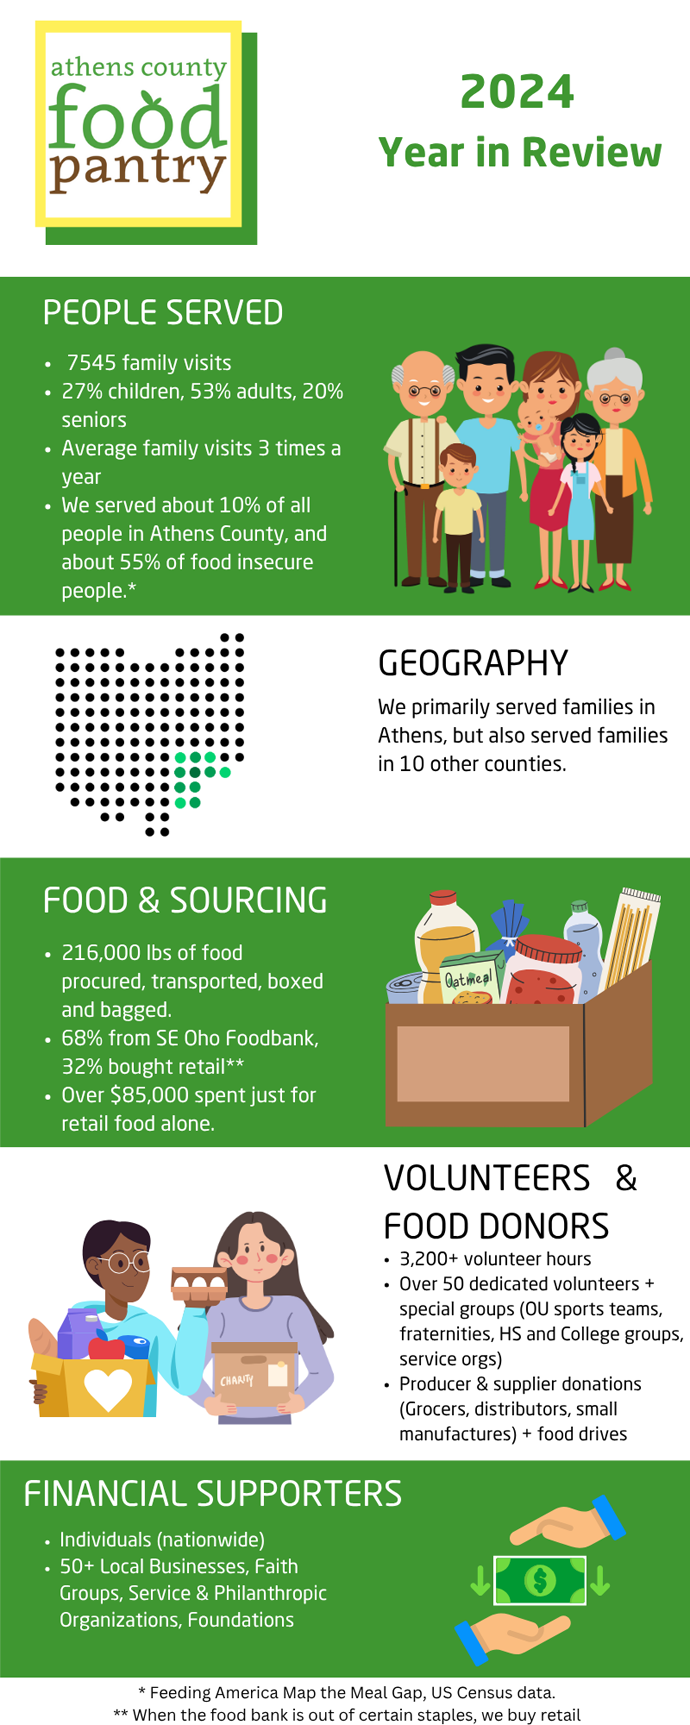 athens county
food
pantry
2024
Year in Review
PEOPLE SERVED
• 7545 family visits
• 27% children, 53% adults, 20%
seniors
• Average family visits 3 times a
year
• We served about 10% of all
people in Athens County, and
about 55% of food insecure
people.*
GEOGRAPHY
We primarily served families in
Athens, but also served families
in 10 other counties.
FOOD & SOURCING
• 216,000 lbs of food
procured, transported, boxed
and bagged.
• 68% from SE Oho Foodbank,
32% bought retail**
• Over $85,000 spent just for
retail food alone.
Oatmeal
VOLUNTEERS &
FOOD DONORS
• 3,200+ volunteer hours
• Over 50 dedicated volunteers +
special groups (OU sports teams,
fraternities, HS and College groups,
service orgs)
• Producer & supplier donations
(Grocers, distributors, small
manufactures) + food drives
CHARITY
FINANCIAL SUPPORTERS
• Individuals (nationwide)
• 50+ Local Businesses, Faith
Groups, Service & Philanthropic
Organizations, Foundations
$
* Feeding America Map the Meal Gap, US Census data.
** When the food bank is out of certain staples, we buy retail